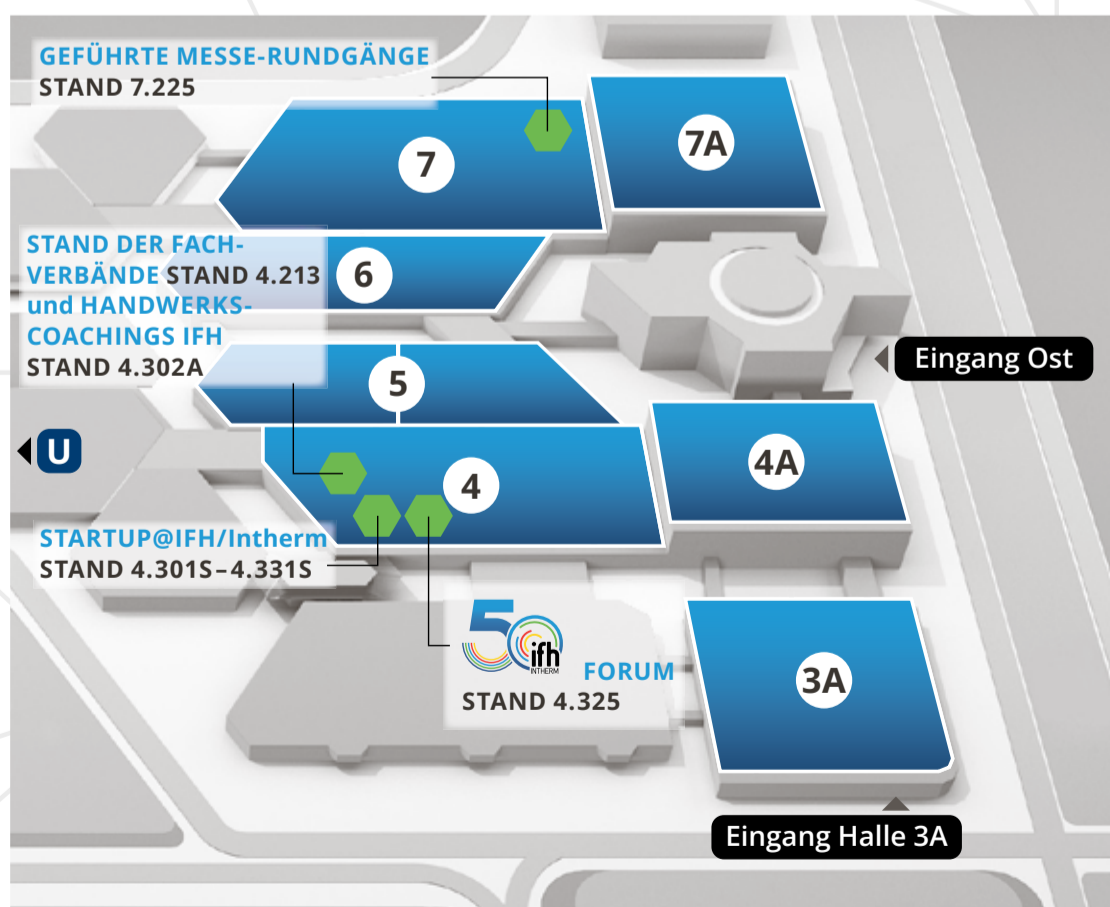 GEFÜHRTE MESSE-RUNDGÄNGE
STAND 7.225
7
7A
STAND DER FACH-
VERBÄNDE STAND 4.213
und HANDWERKS-
COACHINGS IFH
STAND 4.302A
6
Eingang Ost
5
U
4
4A
STARTUP@IFH/Intherm
STAND 4.301S–4.331S
50
ifh
INTHERM
FORUM
STAND 4.325
3A
Eingang Halle 3A